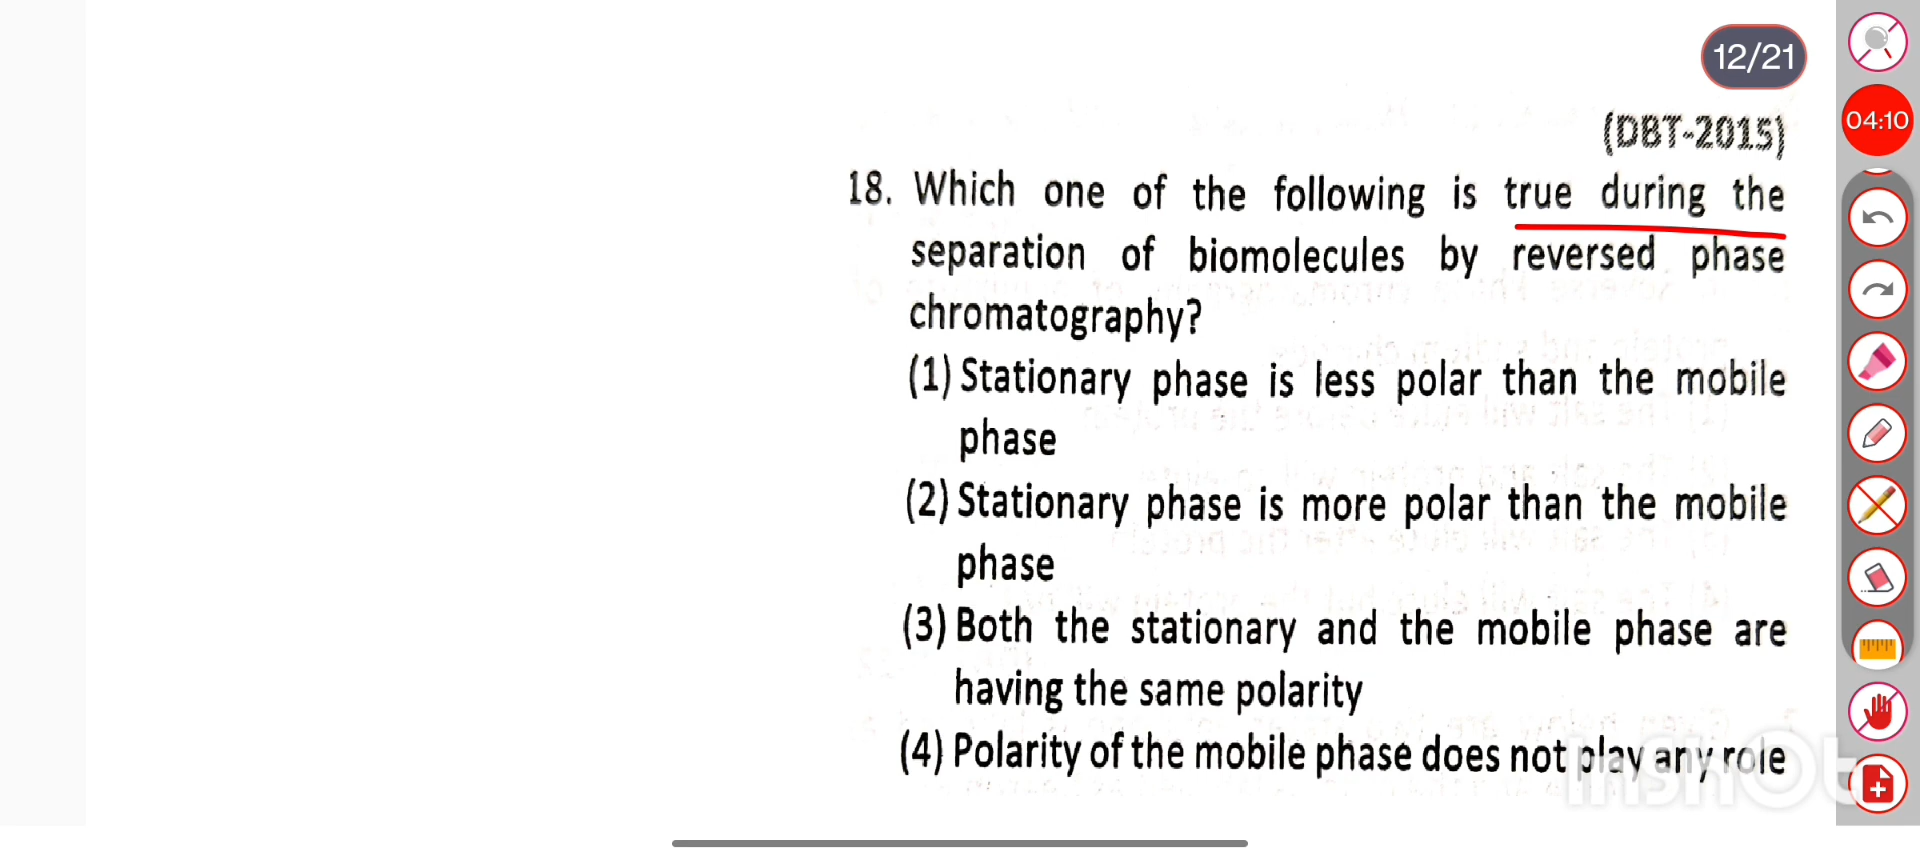 12/21
04:10
(DBT-2015)
18. Which one of the following is true during the
separation of biomolecules by reversed phase
chromatography?
(1) Stationary phase is less polar than the mobile
phase
(2) Stationary phase is more polar than the mobile
phase
(3) Both the stationary and the mobile phase are
having the same polarity
(4) Polarity of the mobile phase does not play any role
InShOt